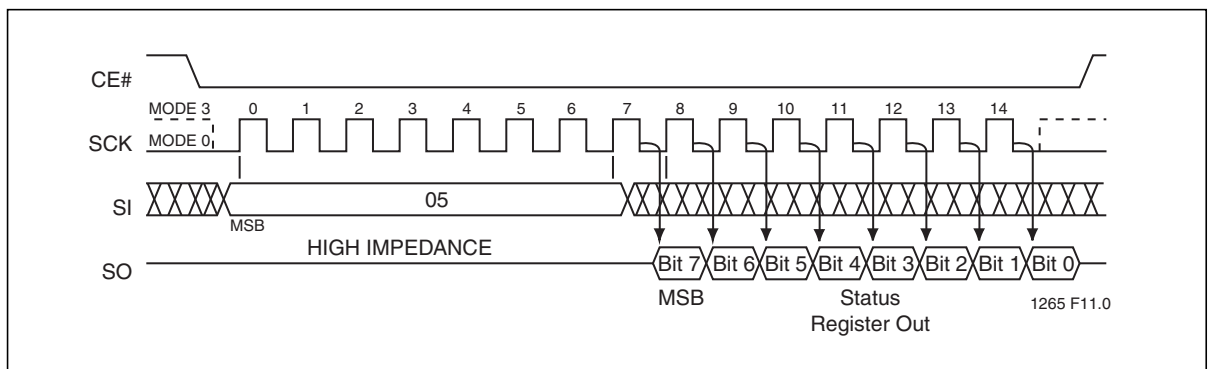 CE#
MODE 3 0 1 2 3 4 5 6 7 8 9 10 11 12 13 14
SCK MODE 0
SI 05
MSB
HIGH IMPEDANCE
SO Bit 7 Bit 6 Bit 5 Bit 4 Bit 3 Bit 2 Bit 1 Bit 0
MSB Status
Register Out
1265 F11.0